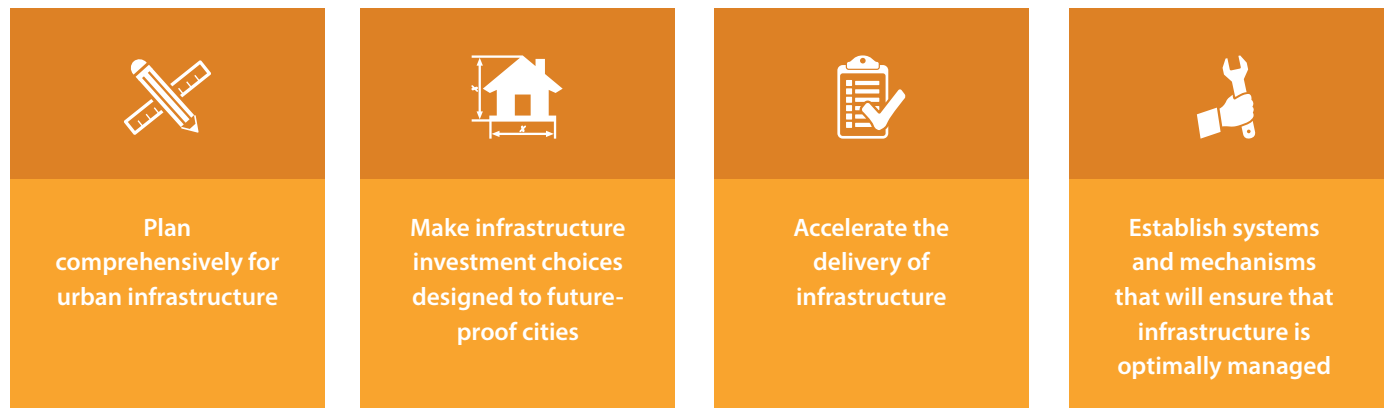 Plan
comprehensively for
urban infrastructure
Make infrastructure
investment choices
designed to future-
proof cities
Accelerate the
delivery of
infrastructure
Establish systems
and mechanisms
that will ensure that
infrastructure is
optimally managed
x
x